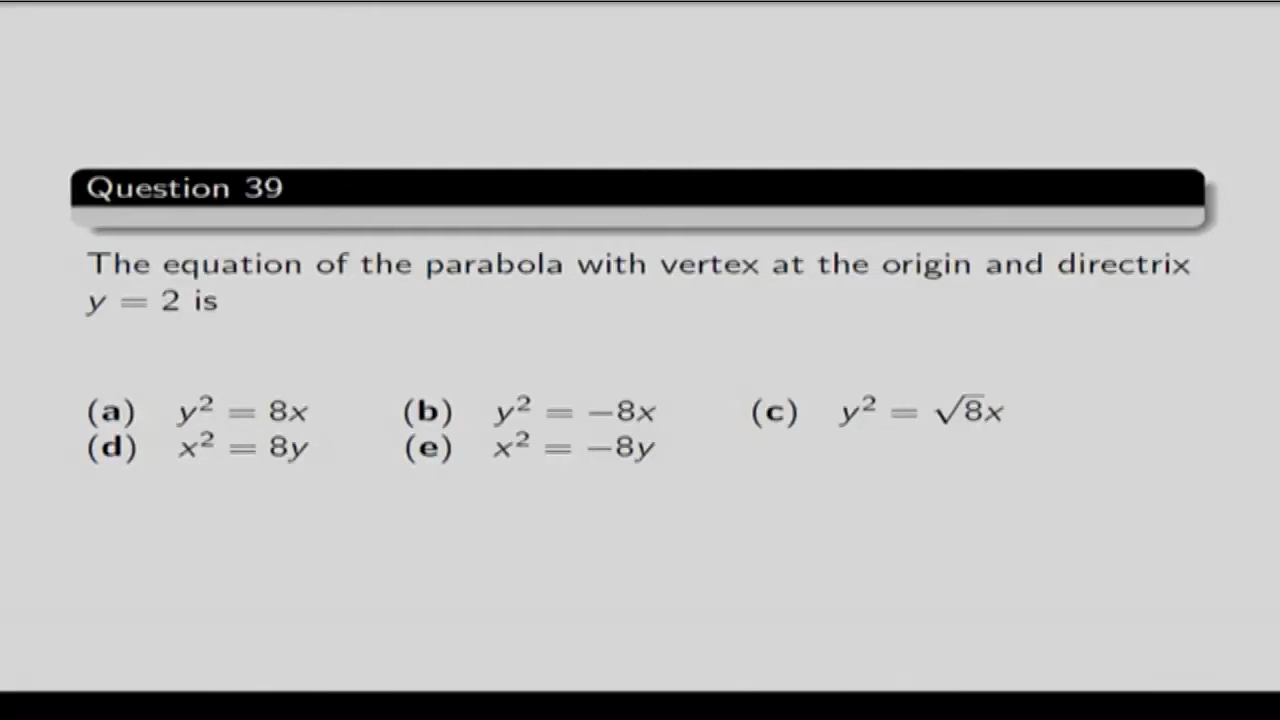 Question 39
The equation of the parabola with vertex at the origin and directrix
y = 2 is
(a) y² = 8x (b) y² = −8x (c) y² = √8x
(d) x² = 8y (e) x² = −8y